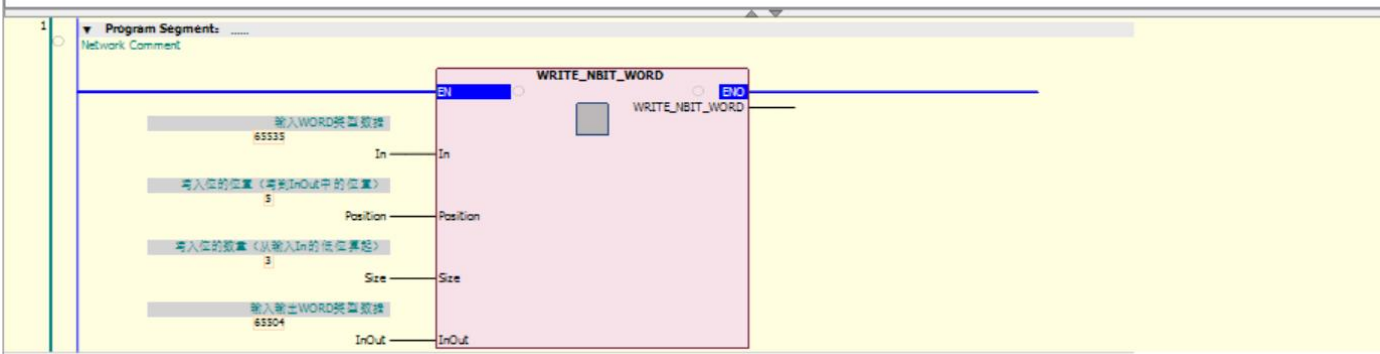 1
▼ Program Segment: .....
Network Comment
WRITE_NBIT_WORD
EN ENO
WRITE_NBIT_WORD
输入WORD类型数据
65535
In In
写入位的位置（写到InOut中的位置）
5
Position Position
写入位的数量（从输入In的低位算起）
3
Size Size
输入输出WORD类型数据
65504
InOut InOut